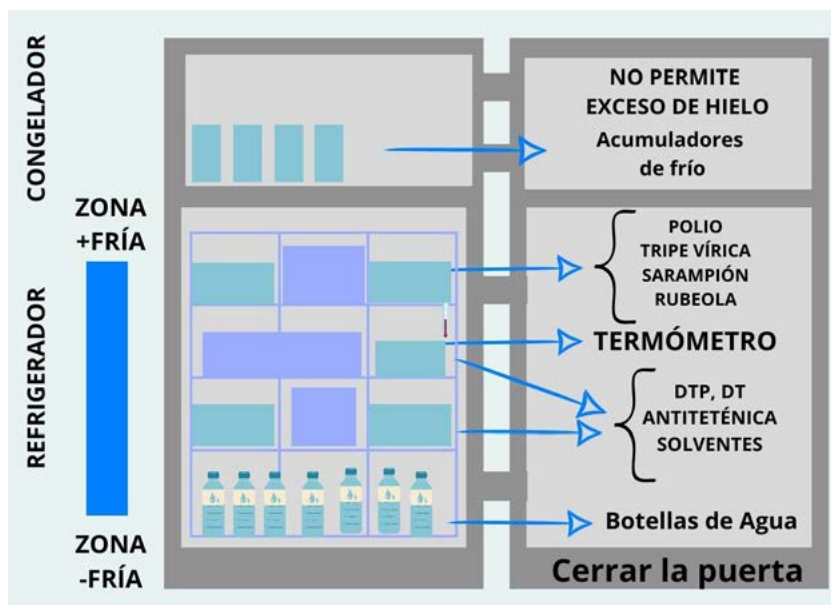 CONGELADOR
REFRIGERADOR
ZONA
+FRÍA
ZONA
-FRÍA
NO PERMITE
EXCESO DE HIELO
Acumuladores
de frío
POLIO
TRIPE VÍRICA
SARAMPIÓN
RUBEOLA
TERMÓMETRO
DTP, DT
ANTITETÉNICA
SOLVENTES
Botellas de Agua
Cerrar la puerta